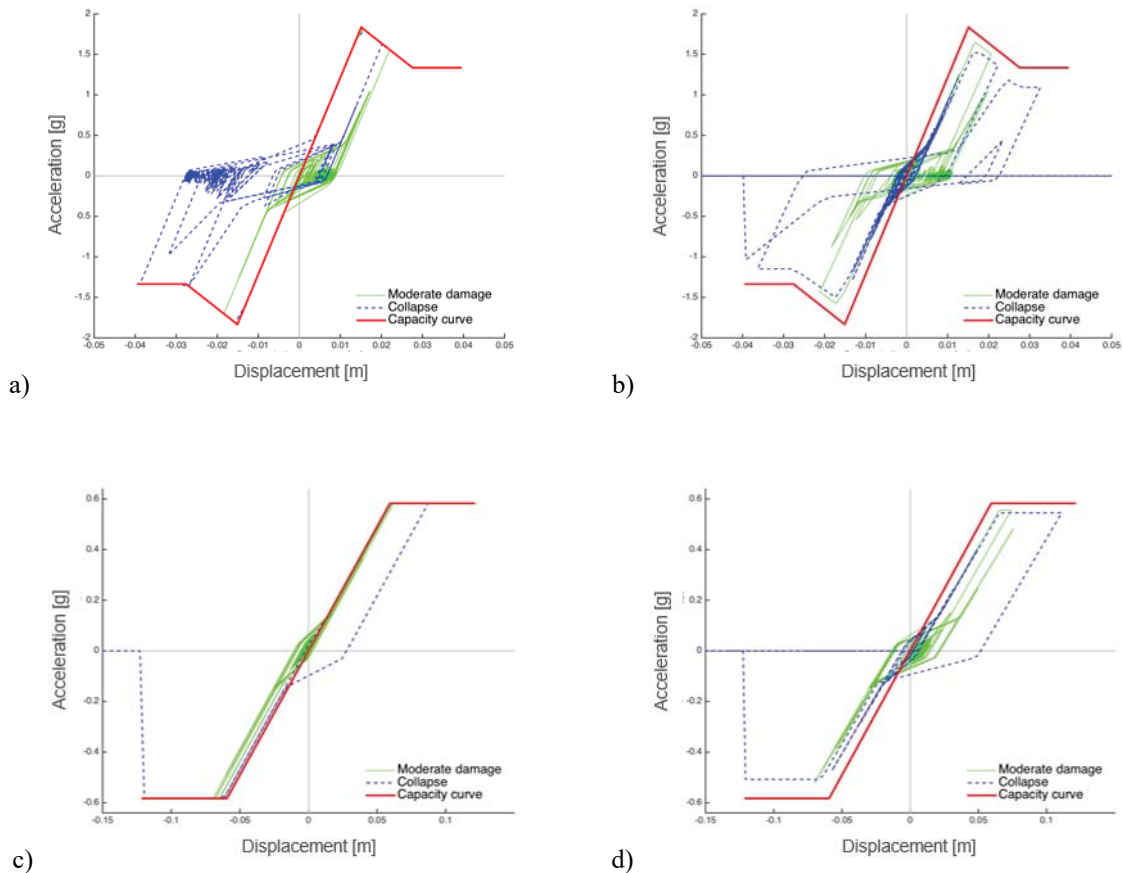 2
1.5
1
0.5
0
0.5
-1
-1.5
-2
Acceleration [g]
-0.05 -0.04 -0.03 -0.02 -0.01 0 0.01 0.02 0.03 0.04 0.05
Displacement [m]
Moderate damage
Collapse
Capacity curve
a)
2
1.5
1
0.5
0
0.5
-1
-1.5
-2
Acceleration [g]
-0.05 -0.04 -0.03 -0.02 -0.01 0 0.01 0.02 0.03 0.04 0.05
Displacement [m]
Moderate damage
Collapse
Capacity curve
b)
0.6
0.4
0.2
0
-0.2
-0.4
-0.6
Acceleration [g]
-0.15 -0.1 -0.05 0 0.05 0.1
Displacement [m]
Moderate damage
Collapse
Capacity curve
c)
0.6
0.4
0.2
0
-0.2
-0.4
-0.6
Acceleration [g]
-0.15 -0.1 -0.05 0 0.05 0.1
Displacement [m]
Moderate damage
Collapse
Capacity curve
d)